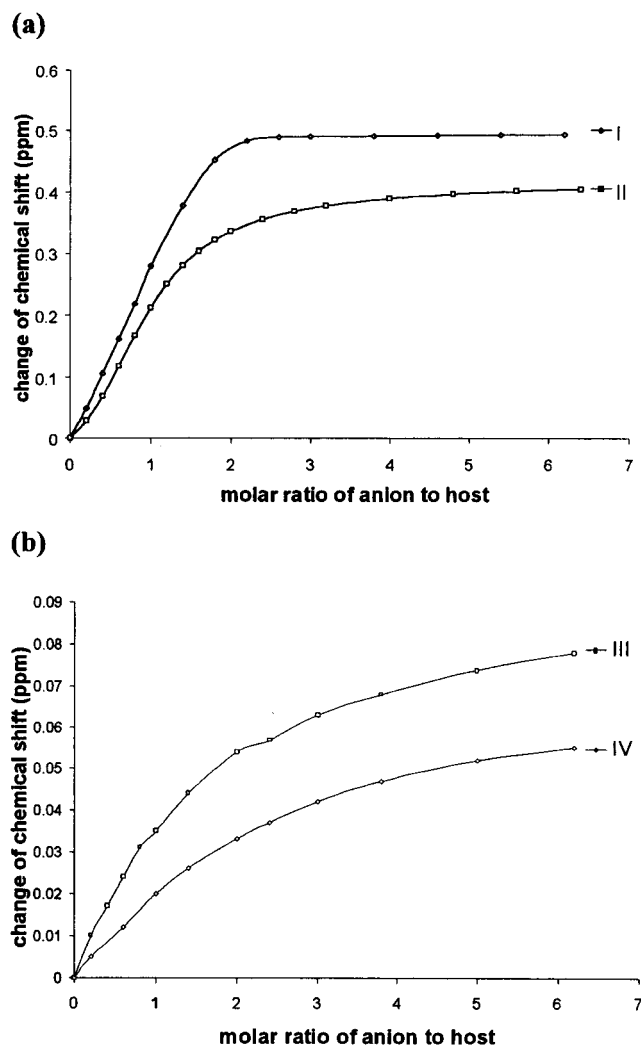 (a)
change of chemical shift (ppm)
0.6
0.5
0.4
0.3
0.2
0.1
0
0 1 2 3 4 5 6 7
molar ratio of anion to host
I
II
(b)
change of chemical shift (ppm)
0.09
0.08
0.07
0.06
0.05
0.04
0.03
0.02
0.01
0
0 1 2 3 4 5 6 7
molar ratio of anion to host
III
IV